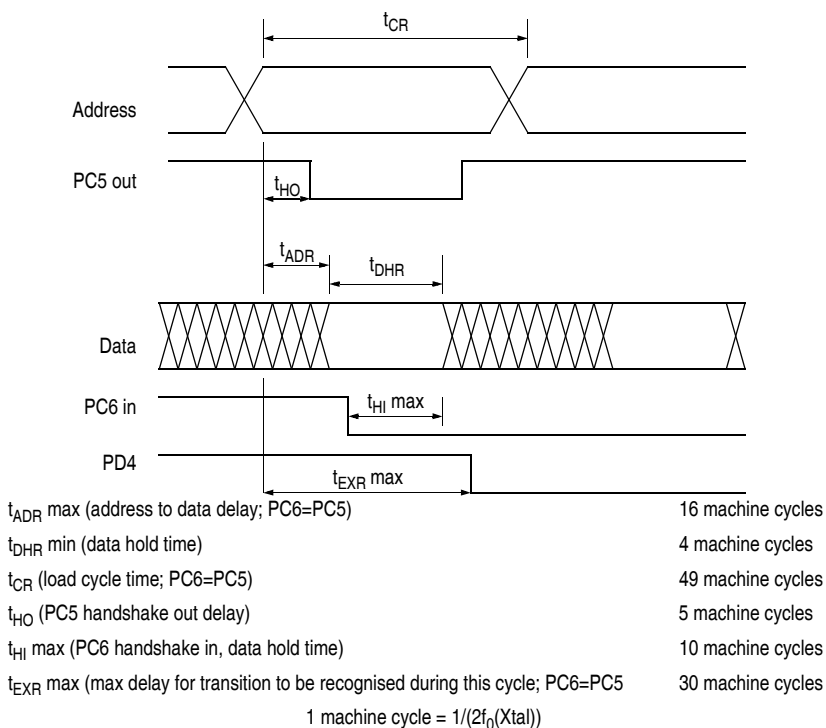 tCR
Address
PC5 out
tHO
tADR
tDHR
Data
PC6 in
tHI max
PD4
tEXR max
tADR max (address to data delay; PC6=PC5) 16 machine cycles
tDHR min (data hold time) 4 machine cycles
tCR (load cycle time; PC6=PC5) 49 machine cycles
tHO (PC5 handshake out delay) 5 machine cycles
tHI max (PC6 handshake in, data hold time) 10 machine cycles
tEXR max (max delay for transition to be recognised during this cycle; PC6=PC5 30 machine cycles
1 machine cycle = 1/(2f0(Xtal))